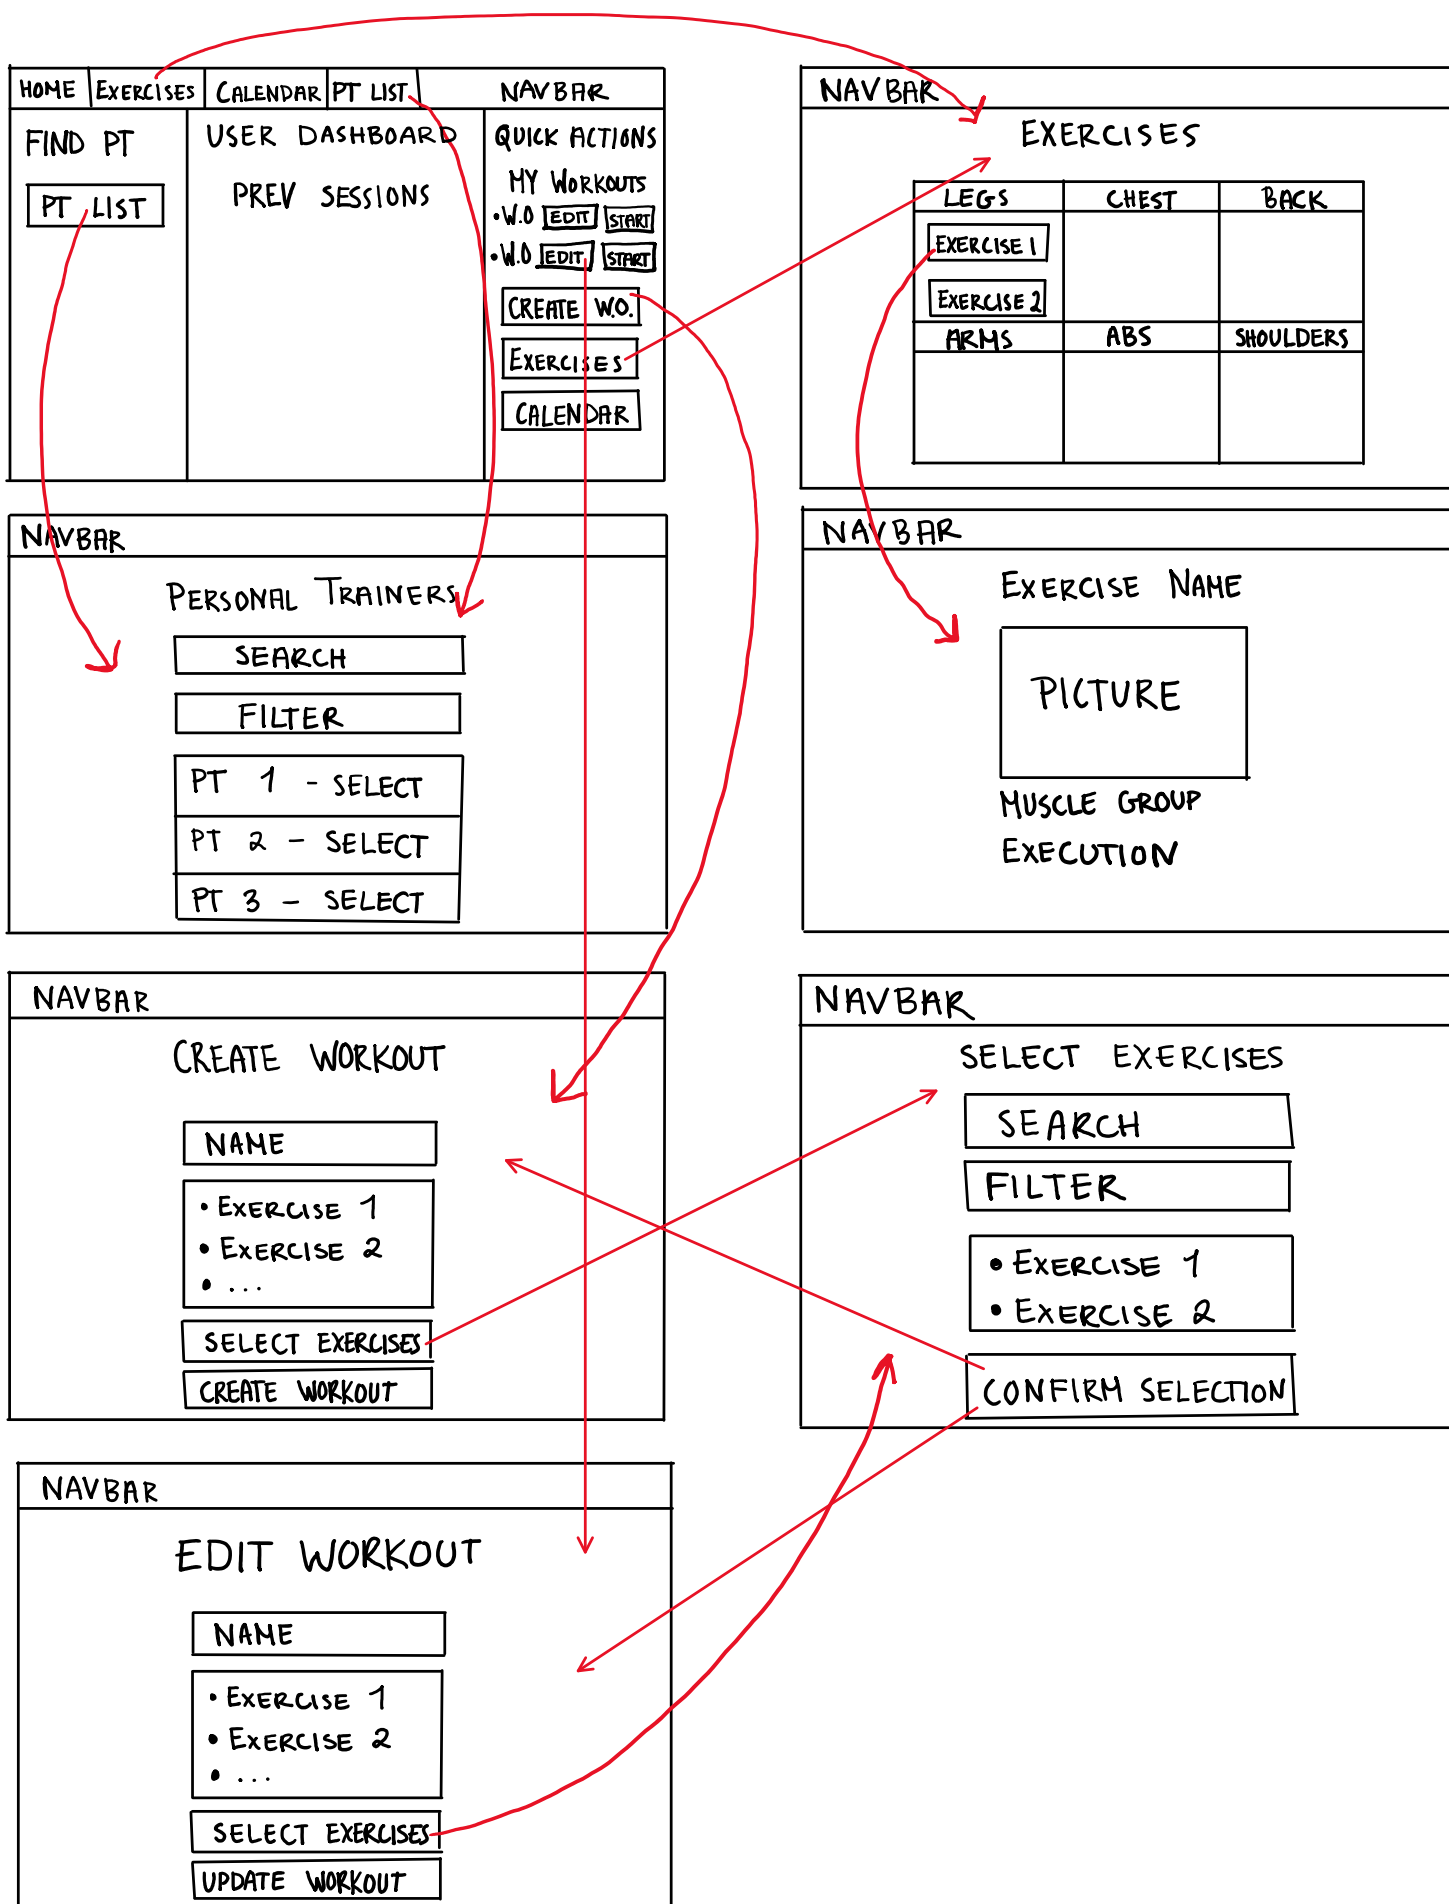 HOME EXERCISES CALENDAR PT LIST NAVBAR
FIND PT
PT LIST
USER DASHBOARD
PREV SESSIONS
QUICK ACTIONS
MY WORKOUTS
•W.O EDIT START
•W.O EDIT START
CREATE W.O.
EXERCISES
CALENDAR
NAVBAR
EXERCISES
LEGS CHEST BACK
EXERCISE 1
EXERCISE 2
ARMS ABS SHOULDERS
NAVBAR
PERSONAL TRAINERS
SEARCH
FILTER
PT 1 - SELECT
PT 2 - SELECT
PT 3 - SELECT
NAVBAR
EXERCISE NAME
PICTURE
MUSCLE GROUP
EXECUTION
NAVBAR
CREATE WORKOUT
NAME
• EXERCISE 1
• EXERCISE 2
• ...
SELECT EXERCISES
CREATE WORKOUT
NAVBAR
SELECT EXERCISES
SEARCH
FILTER
• EXERCISE 1
• EXERCISE 2
CONFIRM SELECTION
NAVBAR
EDIT WORKOUT
NAME
• EXERCISE 1
• EXERCISE 2
• ...
SELECT EXERCISES
UPDATE WORKOUT